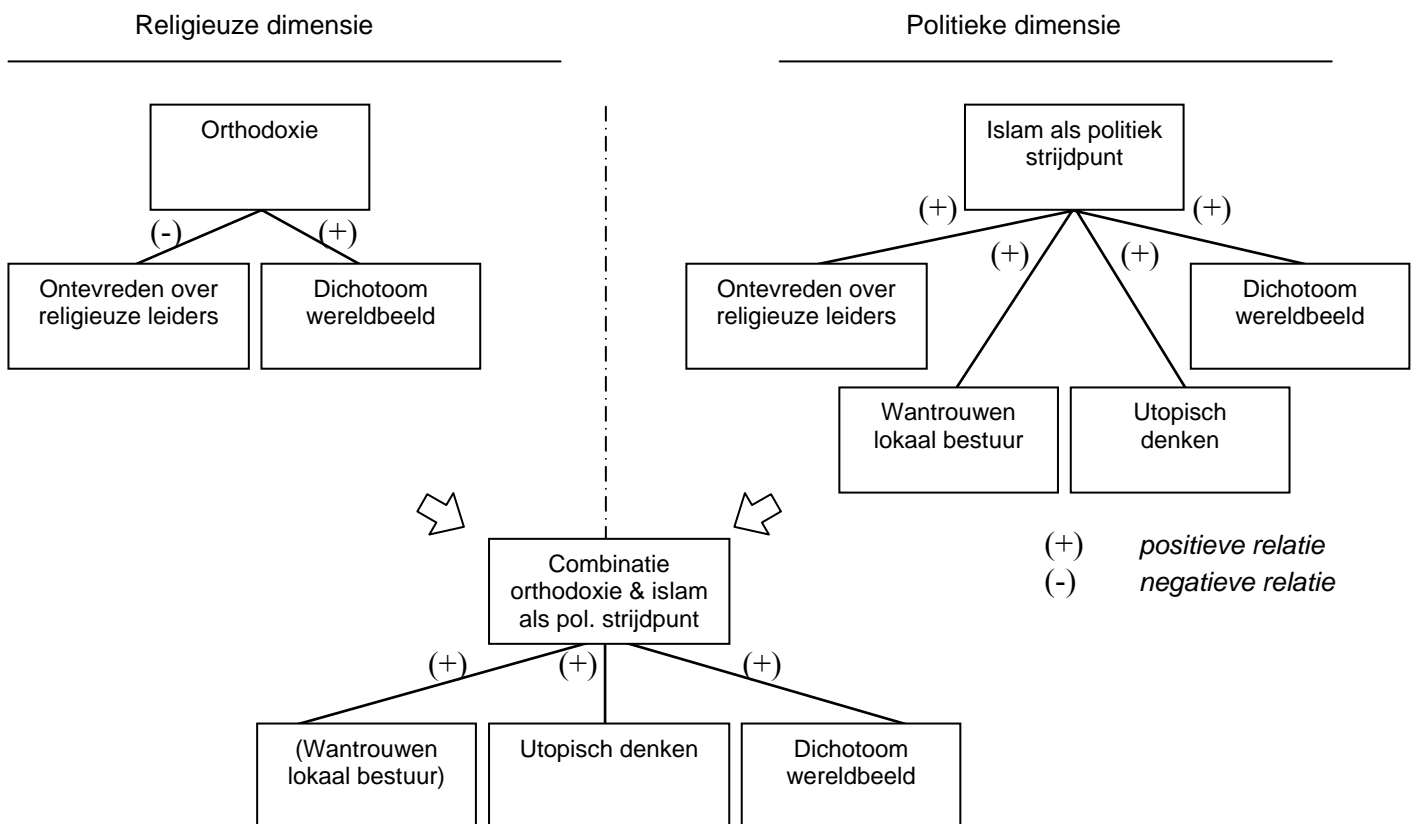 Religieuze dimensie
Politieke dimensie
Orthodoxie
(-)
(+)
Ontevreden over
religieuze leiders
Dichotoom
wereldbeeld
Islam als politiek
strijdpunt
(+)
(+)
(+)
(+)
Ontevreden over
religieuze leiders
Dichotoom
wereldbeeld
Wantrouwen
lokaal bestuur
Utopisch
denken
(+) positieve relatie
(-) negatieve relatie
Combinatie
orthodoxie & islam
als pol. strijdpunt
(+)
(+)
(+)
(Wantrouwen
lokaal bestuur)
Utopisch denken
Dichotoom
wereldbeeld